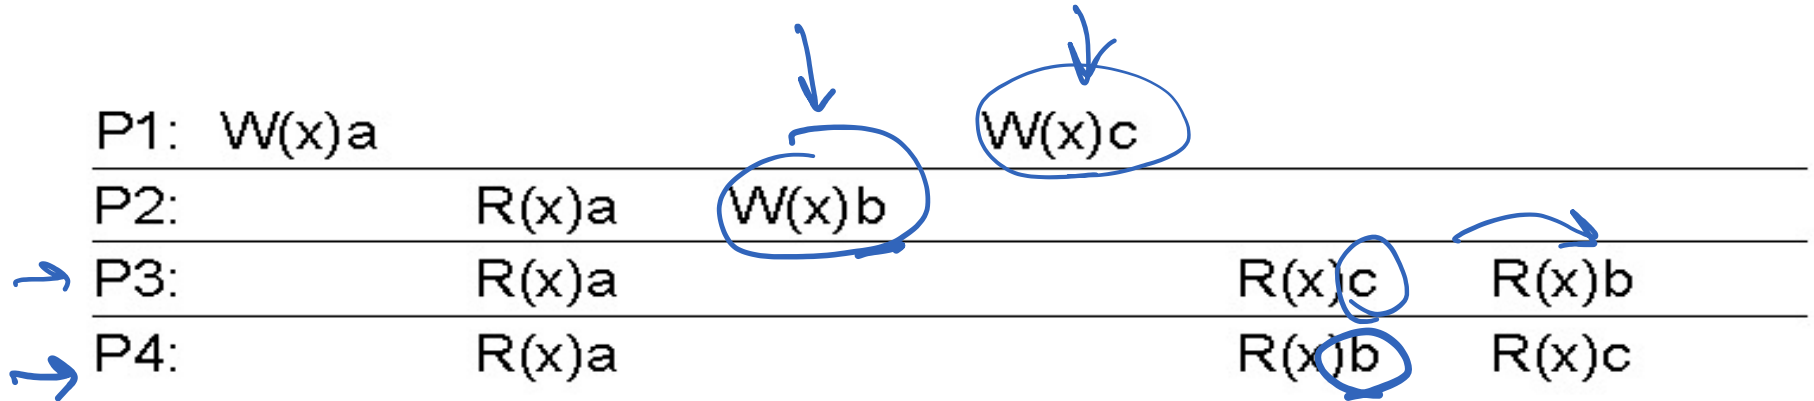 P1: W(x)a W(x)c
P2: R(x)a W(x)b
P3: R(x)a R(x)c R(x)b
P4: R(x)a R(x)b R(x)c